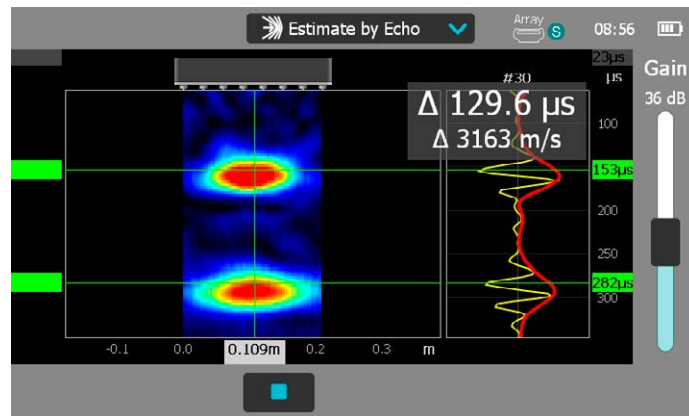 Estimate by Echo
Array
S
08:56
23µs
µs
Gain
#30
36 dB
Δ 129.6 µs
Δ 3163 m/s
100
153µs
200
250
282µs
300
-0.1 0.0 0.109m 0.2 0.3 m